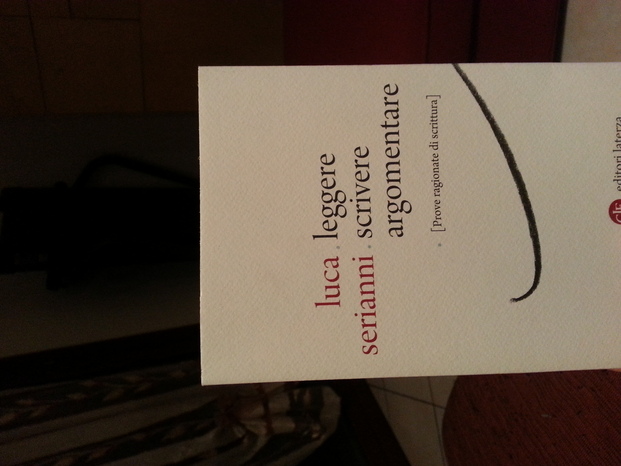 luca . leggere
serianni . scrivere
argomentare
[Prove ragionate di scrittura]
editori laterza